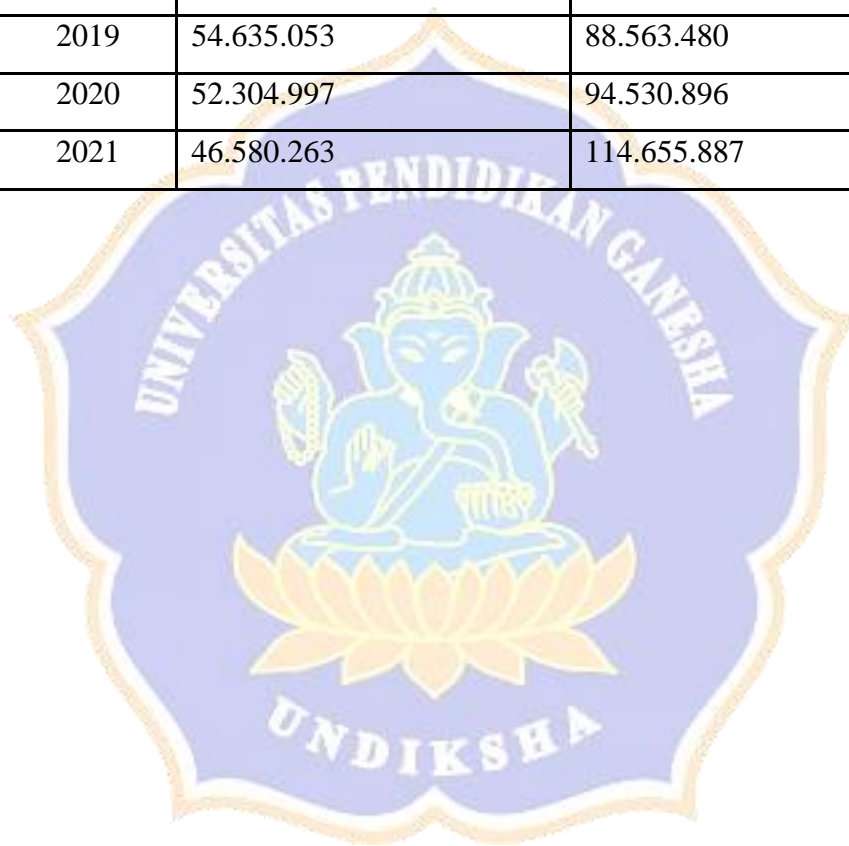 2019 54.635.053 88.563.480
2020 52.304.997 94.530.896
2021 46.580.263 114.655.887
UNIVERSITAS PENDIDIKAN GANESHA
UNDIKSHA